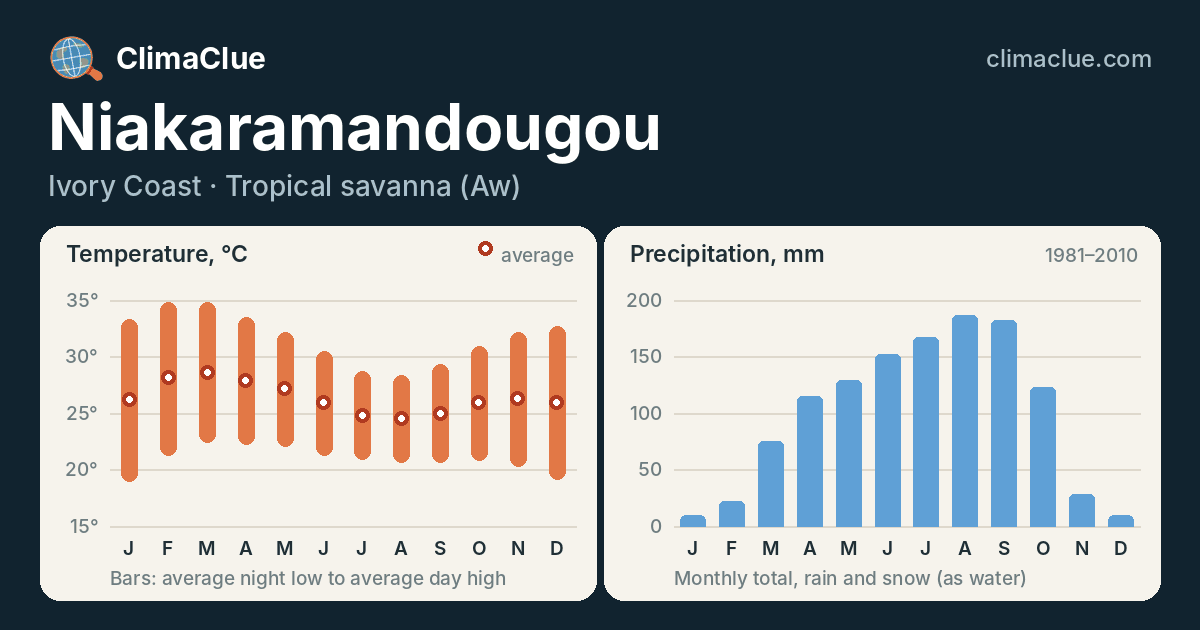 ClimaClue
climaclue.com
Niakaramandougou
Ivory Coast · Tropical savanna (Aw)
Temperature, °C
average
35°
30°
25°
20°
15°
J F M A M J J A S O N D
Bars: average night low to average day high
Precipitation, mm
1981–2010
200
150
100
50
0
J F M A M J J A S O N D
Monthly total, rain and snow (as water)